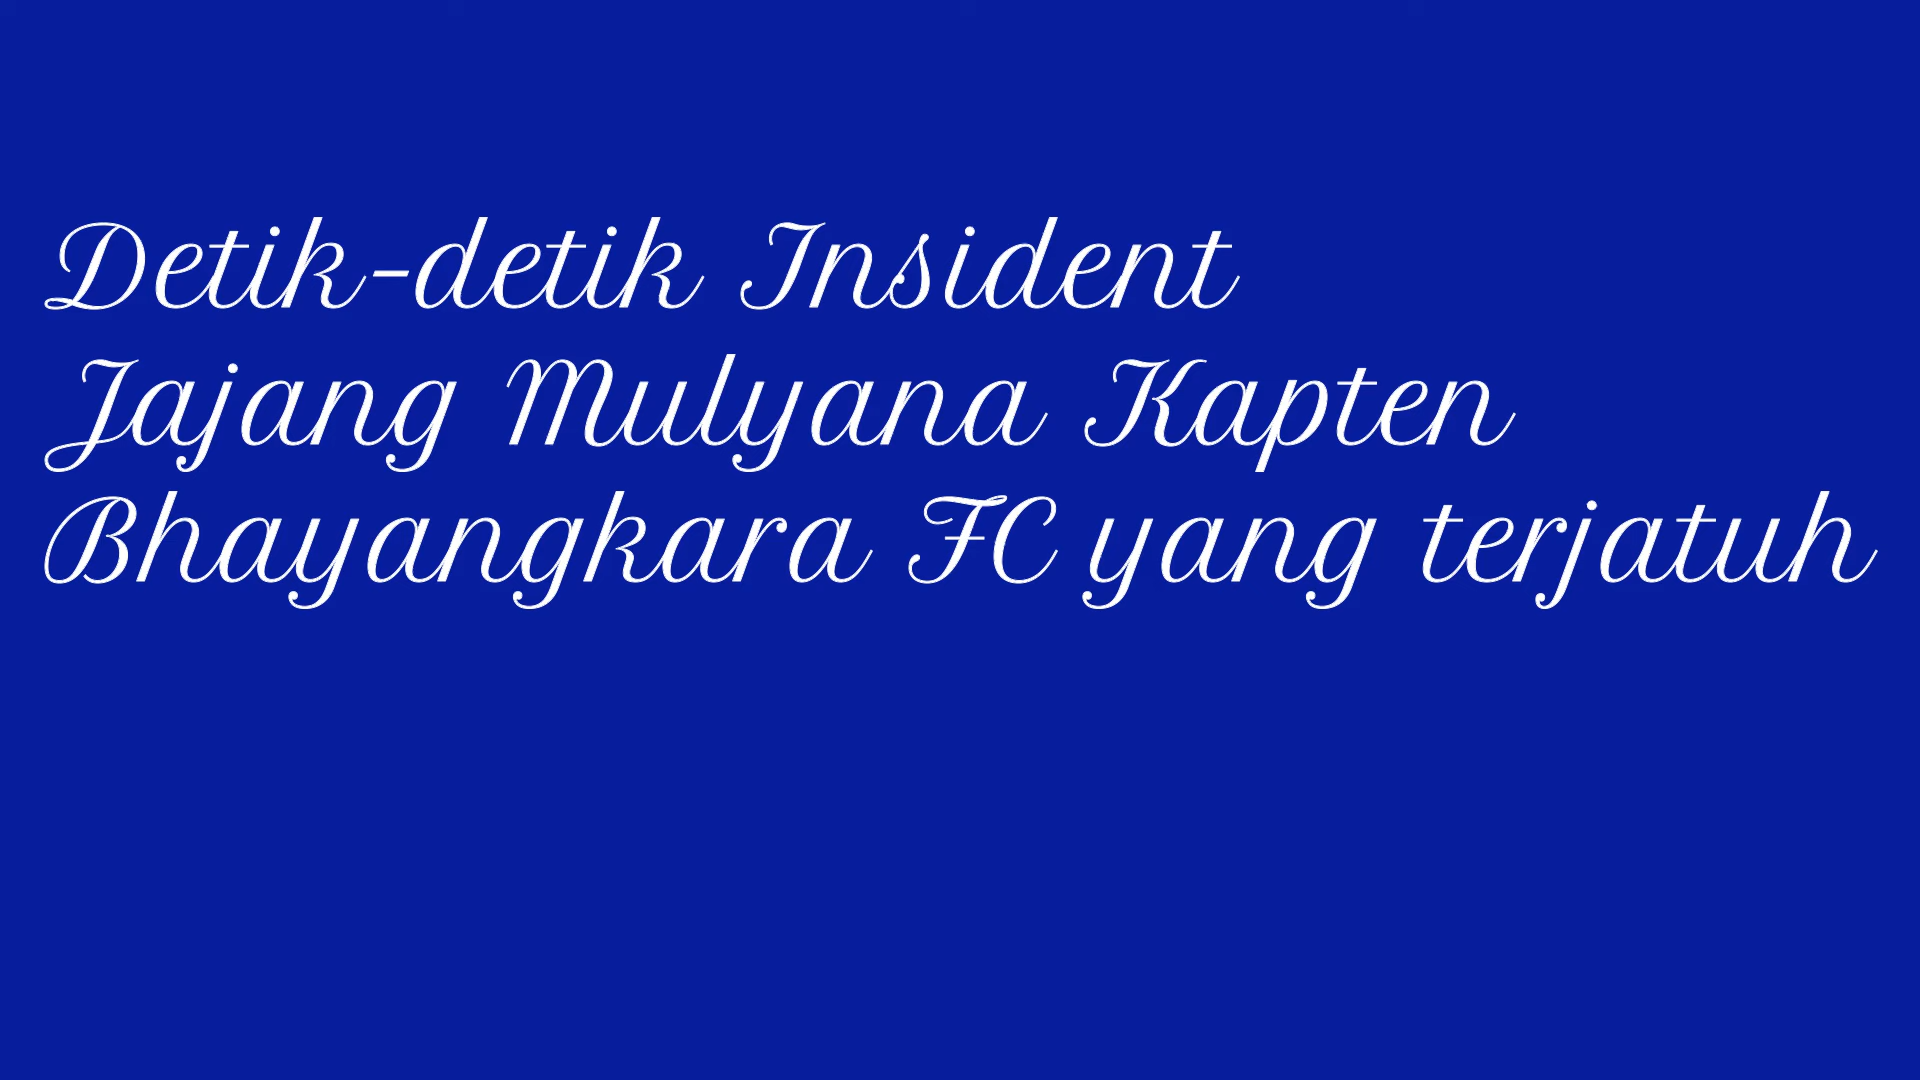 Detik-detik Insident
Jajang Mulyana Kapten
Bhayangkara FC yang terjatuh